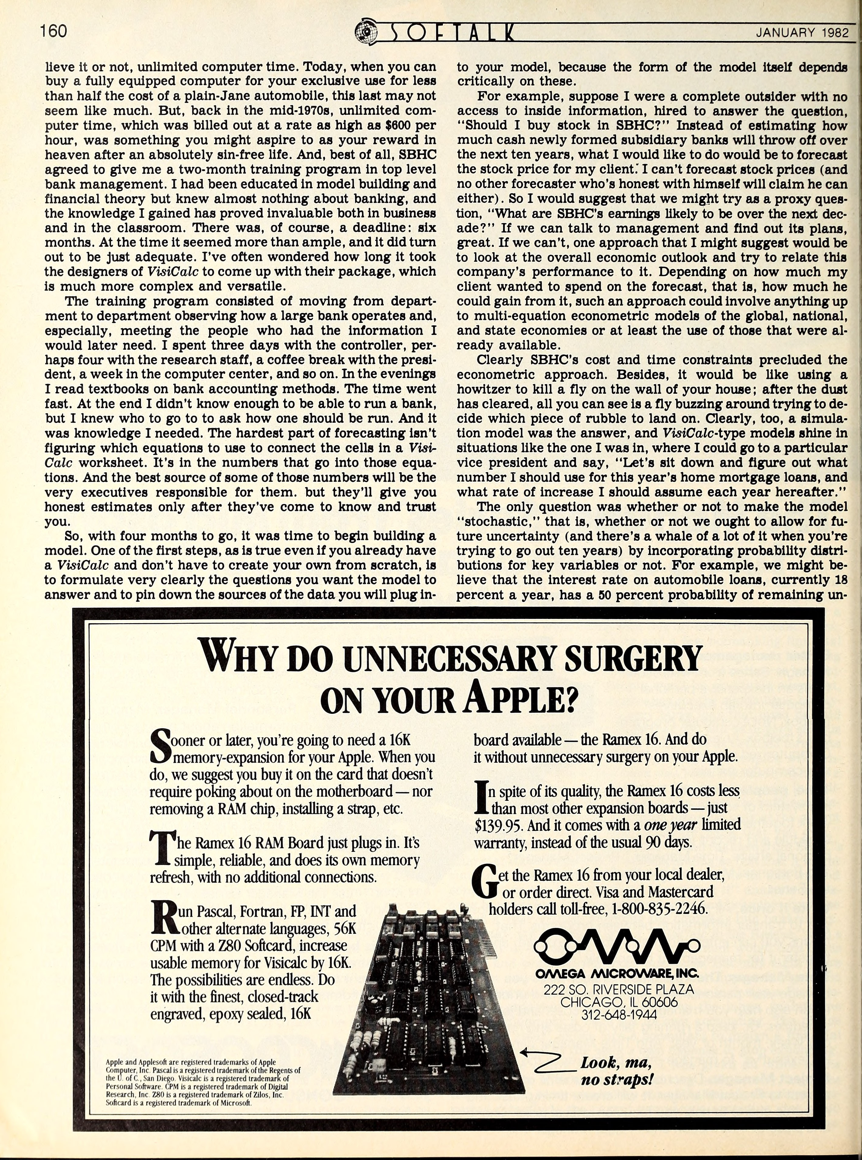 160
SOFTALK
JANUARY 1982
lieve it or not, unlimited computer time. Today, when you can
buy a fully equipped computer for your exclusive use for less
than half the cost of a plain-Jane automobile, this last may not
seem like much. But, back in the mid-1970s, unlimited com-
puter time, which was billed out at a rate as high as $600 per
hour, was something you might aspire to as your reward in
heaven after an absolutely sin-free life. And, best of all, SBHC
agreed to give me a two-month training program in top level
bank management. I had been educated in model building and
financial theory but knew almost nothing about banking, and
the knowledge I gained has proved invaluable both in business
and in the classroom. There was, of course, a deadline: six
months. At the time it seemed more than ample, and it did turn
out to be just adequate. I've often wondered how long it took
the designers of VisiCalc to come up with their package, which
is much more complex and versatile.
The training program consisted of moving from depart-
ment to department observing how a large bank operates and,
especially, meeting the people who had the information I
would later need. I spent three days with the controller, per-
haps four with the research staff, a coffee break with the presi-
dent, a week in the computer center, and so on. In the evenings
I read textbooks on bank accounting methods. The time went
fast. At the end I didn't know enough to be able to run a bank,
but I knew who to go to to ask how one should be run. And it
was knowledge I needed. The hardest part of forecasting isn't
figuring which equations to use to connect the cells in a Visi-
Calc worksheet. It's in the numbers that go into those equa-
tions. And the best source of some of those numbers will be the
very executives responsible for them. but they'll give you
honest estimates only after they've come to know and trust
you.
So, with four months to go, it was time to begin building a
model. One of the first steps, as is true even if you already have
a VisiCalc and don't have to create your own from scratch, is
to formulate very clearly the questions you want the model to
answer and to pin down the sources of the data you will plug in-
to your model, because the form of the model itself depends
critically on these.
For example, suppose I were a complete outsider with no
access to inside information, hired to answer the question,
"Should I buy stock in SBHC?" Instead of estimating how
much cash newly formed subsidiary banks will throw off over
the next ten years, what I would like to do would be to forecast
the stock price for my client. I can't forecast stock prices (and
no other forecaster who's honest with himself will claim he can
either). So I would suggest that we might try as a proxy ques-
tion, "What are SBHC's earnings likely to be over the next dec-
ade?" If we can talk to management and find out its plans,
great. If we can't, one approach that I might suggest would be
to look at the overall economic outlook and try to relate this
company's performance to it. Depending on how much my
client wanted to spend on the forecast, that is, how much he
could gain from it, such an approach could involve anything up
to multi-equation econometric models of the global, national,
and state economies or at least the use of those that were al-
ready available.
Clearly SBHC's cost and time constraints precluded the
econometric approach. Besides, it would be like using a
howitzer to kill a fly on the wall of your house; after the dust
has cleared, all you can see is a fly buzzing around trying to de-
cide which piece of rubble to land on. Clearly, too, a simula-
tion model was the answer, and VisiCalc-type models shine in
situations like the one I was in, where I could go to a particular
vice president and say, "Let's sit down and figure out what
number I should use for this year's home mortgage loans, and
what rate of increase I should assume each year hereafter."
The only question was whether or not to make the model
"stochastic," that is, whether or not we ought to allow for fu-
ture uncertainty (and there's a whale of a lot of it when you're
trying to go out ten years) by incorporating probability distri-
butions for key variables or not. For example, we might be-
lieve that the interest rate on automobile loans, currently 18
percent a year, has a 50 percent probability of remaining un-
WHY DO UNNECESSARY SURGERY
ON YOUR APPLE?
Sooner or later, you're going to need a 16K
memory-expansion for your Apple. When you
do, we suggest you buy it on the card that doesn't
require poking about on the motherboard — nor
removing a RAM chip, installing a strap, etc.
The Ramex 16 RAM Board just plugs in. It's
simple, reliable, and does its own memory
refresh, with no additional connections.
Run Pascal, Fortran, FP, INT and
other alternate languages, 56K
CPM with a Z80 Softcard, increase
usable memory for Visicalc by 16K.
The possibilities are endless. Do
it with the finest, closed-track
engraved, epoxy sealed, 16K
board available — the Ramex 16. And do
it without unnecessary surgery on your Apple.
In spite of its quality, the Ramex 16 costs less
than most other expansion boards — just
$139.95. And it comes with a one year limited
warranty, instead of the usual 90 days.
Get the Ramex 16 from your local dealer,
or order direct. Visa and Mastercard
holders call toll-free, 1-800-835-2246.
OMEGA MICROWARE, INC.
222 SO. RIVERSIDE PLAZA
CHICAGO, IL 60606
312-648-1944
Look, ma,
no straps!
Apple and Applesoft are registered trademarks of Apple
Computer, Inc. Pascal is a registered trademark of the Regents of
the U. of C., San Diego. Visicalc is a registered trademark of
Personal Software. CPM is a registered trademark of Digital
Research, Inc. Z80 is a registered trademark of Zilos, Inc.
Softcard is a registered trademark of Microsoft.